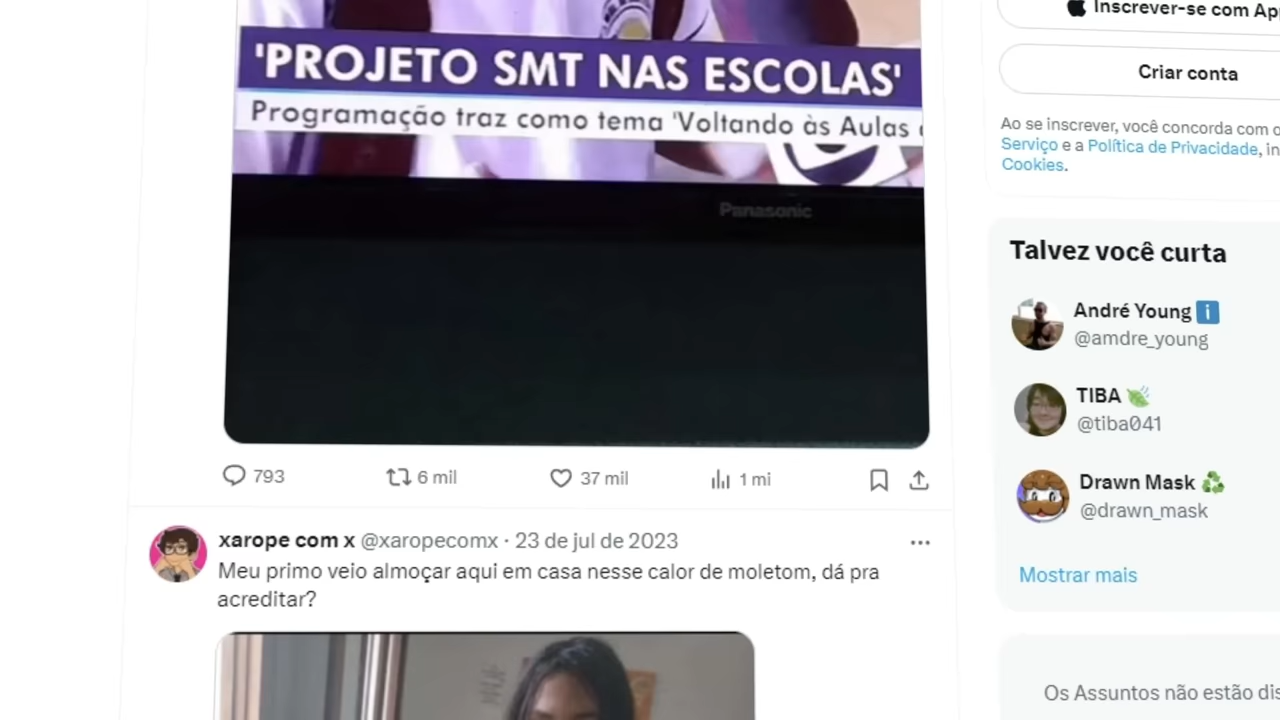 'PROJETO SMT NAS ESCOLAS'
Programação traz como tema 'Voltando às Aulas
Panasonic
793
6 mil
37 mil
1 mi
xarope com x @xaropecomx · 23 de jul de 2023
Meu primo veio almoçar aqui em casa nesse calor de moletom, dá pra
acreditar?
Inscrever-se com
Criar conta
Ao se inscrever, você concorda com
Serviço e a Política de Privacidade,
Cookies.
Talvez você curta
André Young
@amdre_young
TIBA
@tiba041
Drawn Mask
@drawn_mask
Mostrar mais
Os Assuntos não estão